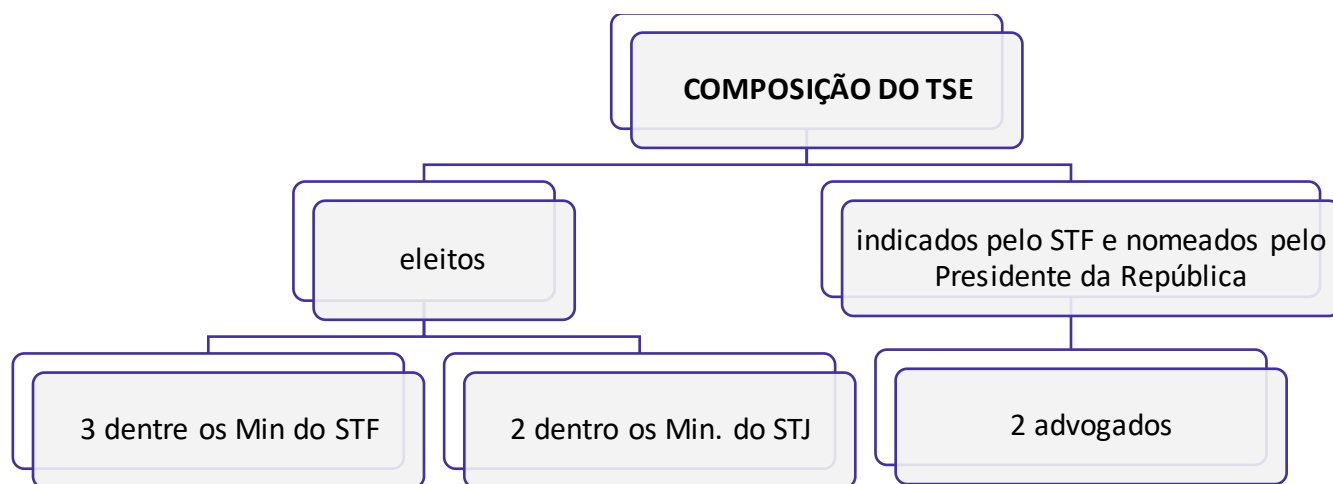 COMPOSIÇÃO DO TSE
eleitos
indicados pelo STF e nomeados pelo
Presidente da República
3 dentre os Min do STF
2 dentro os Min. do STJ
2 advogados